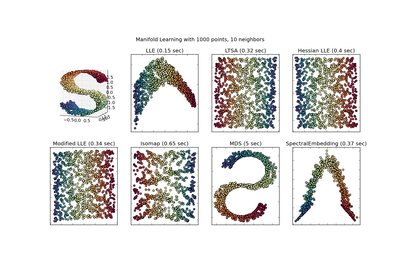 Manifold Learning with 1000 points, 10 neighbors
LLE (0.15 sec)
LTSA (0.32 sec)
Hessian LLE (0.4 sec)
Modified LLE (0.34 sec)
Isomap (0.65 sec)
MDS (5 sec)
SpectralEmbedding (0.37 sec)